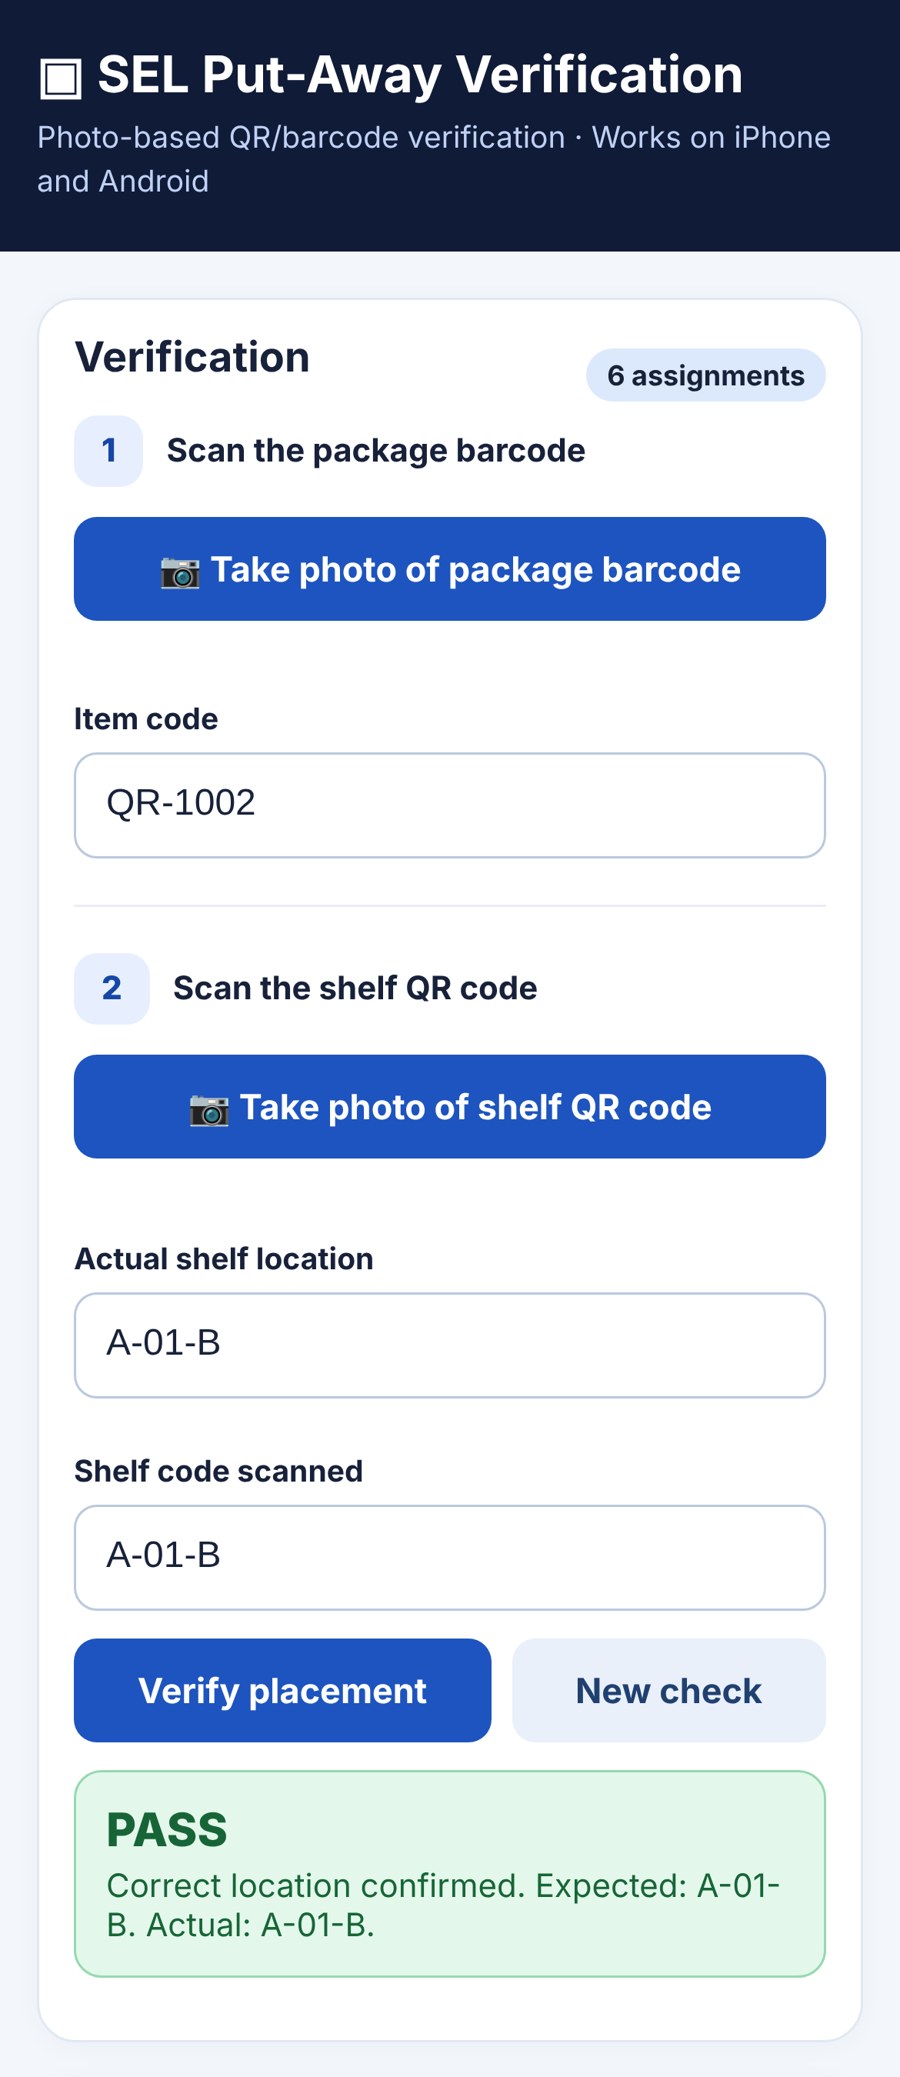 ▣ SEL Put-Away Verification
Photo-based QR/barcode verification · Works on iPhone
and Android
Verification
6 assignments
1 Scan the package barcode
📷 Take photo of package barcode
Item code
QR-1002
2 Scan the shelf QR code
📷 Take photo of shelf QR code
Actual shelf location
A-01-B
Shelf code scanned
A-01-B
Verify placement
New check
PASS
Correct location confirmed. Expected: A-01-
B. Actual: A-01-B.